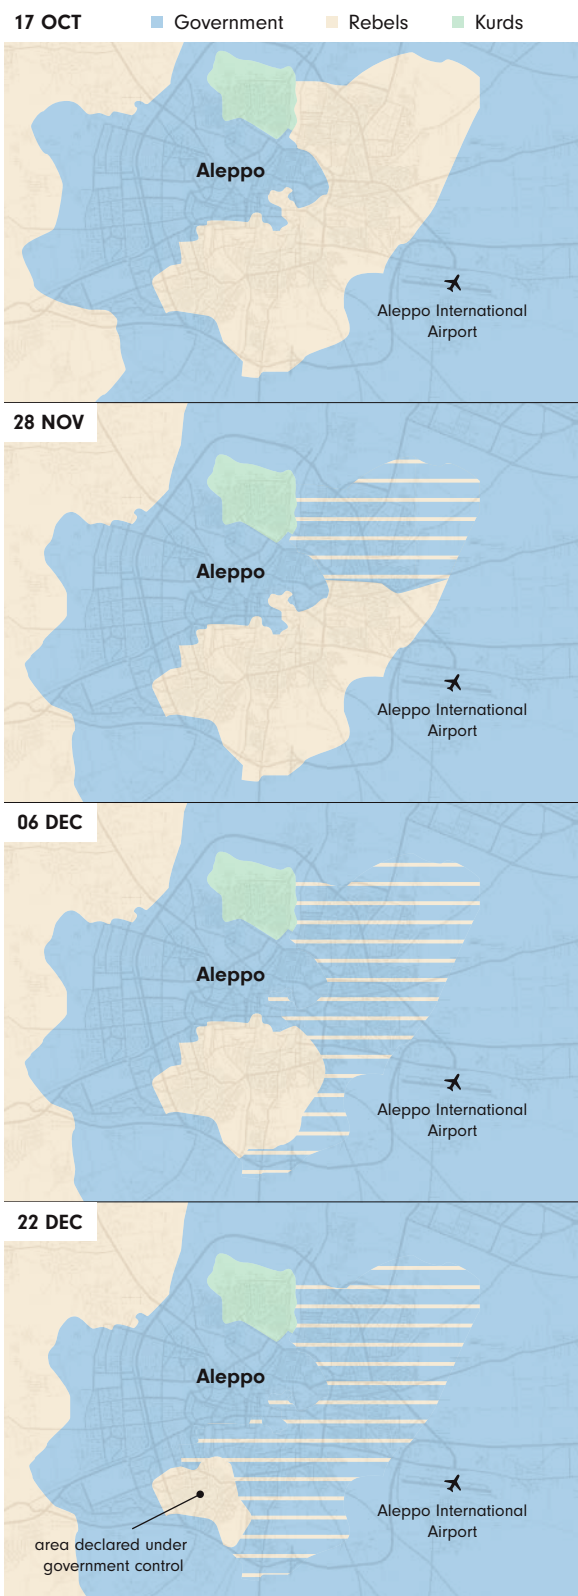 17 OCT
Government
Rebels
Kurds
Aleppo
Aleppo International
Airport
28 NOV
Aleppo
Aleppo International
Airport
06 DEC
Aleppo
Aleppo International
Airport
22 DEC
Aleppo
Aleppo International
Airport
area declared under
government control